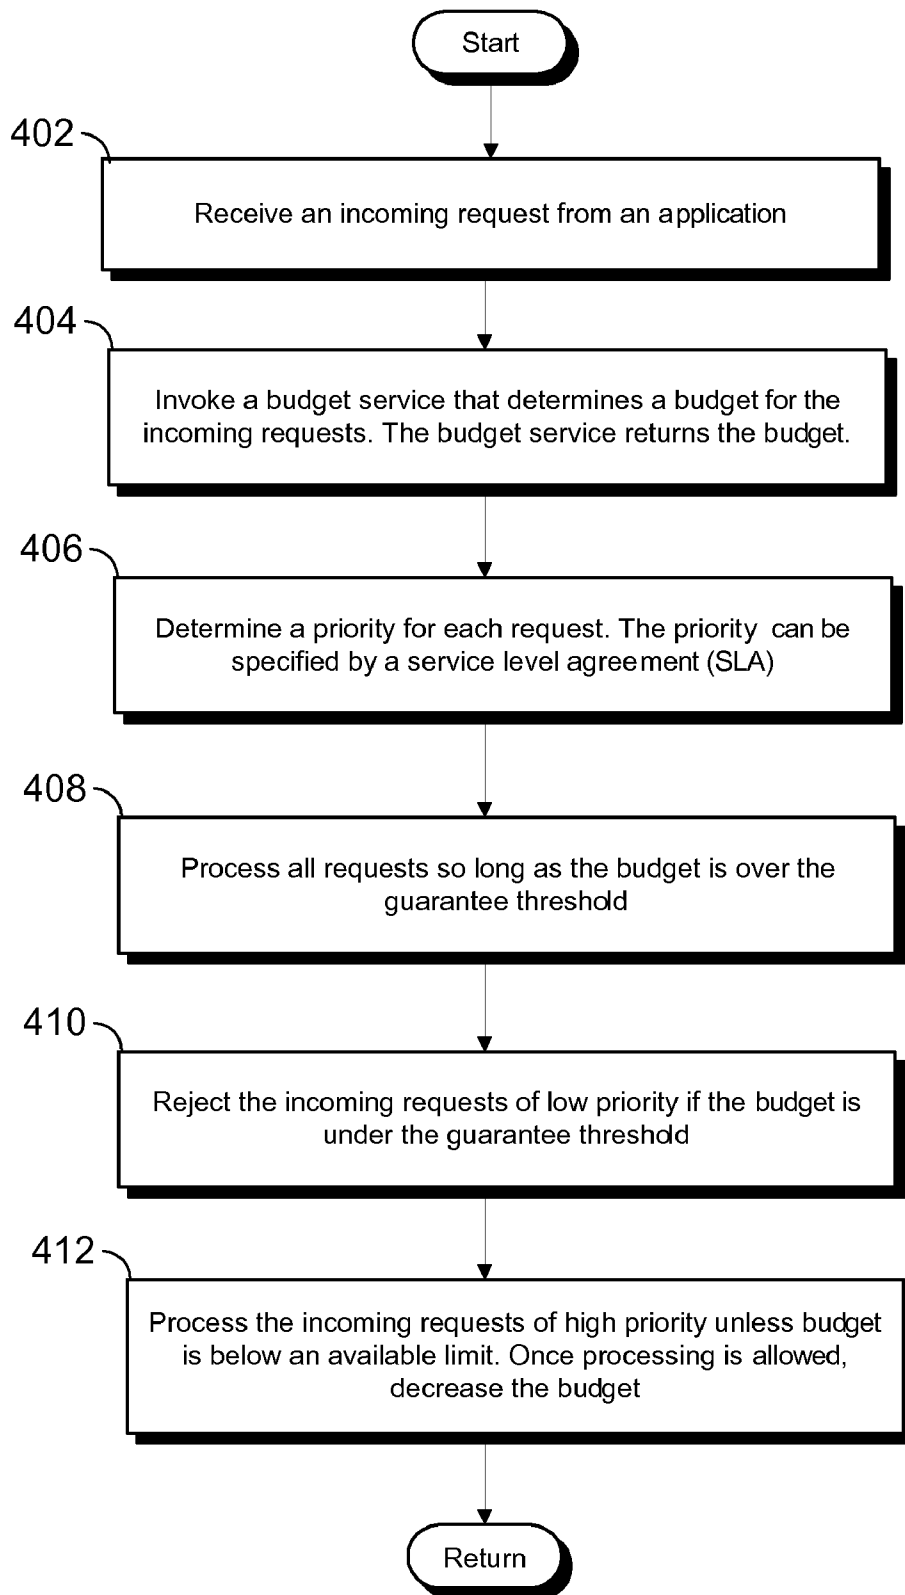 Start
402
Receive an incoming request from an application
404
Invoke a budget service that determines a budget for the
incoming requests. The budget service returns the budget.
406
Determine a priority for each request. The priority can be
specified by a service level agreement (SLA)
408
Process all requests so long as the budget is over the
guarantee threshold
410
Reject the incoming requests of low priority if the budget is
under the guarantee threshold
412
Process the incoming requests of high priority unless budget
is below an available limit. Once processing is allowed,
decrease the budget
Return